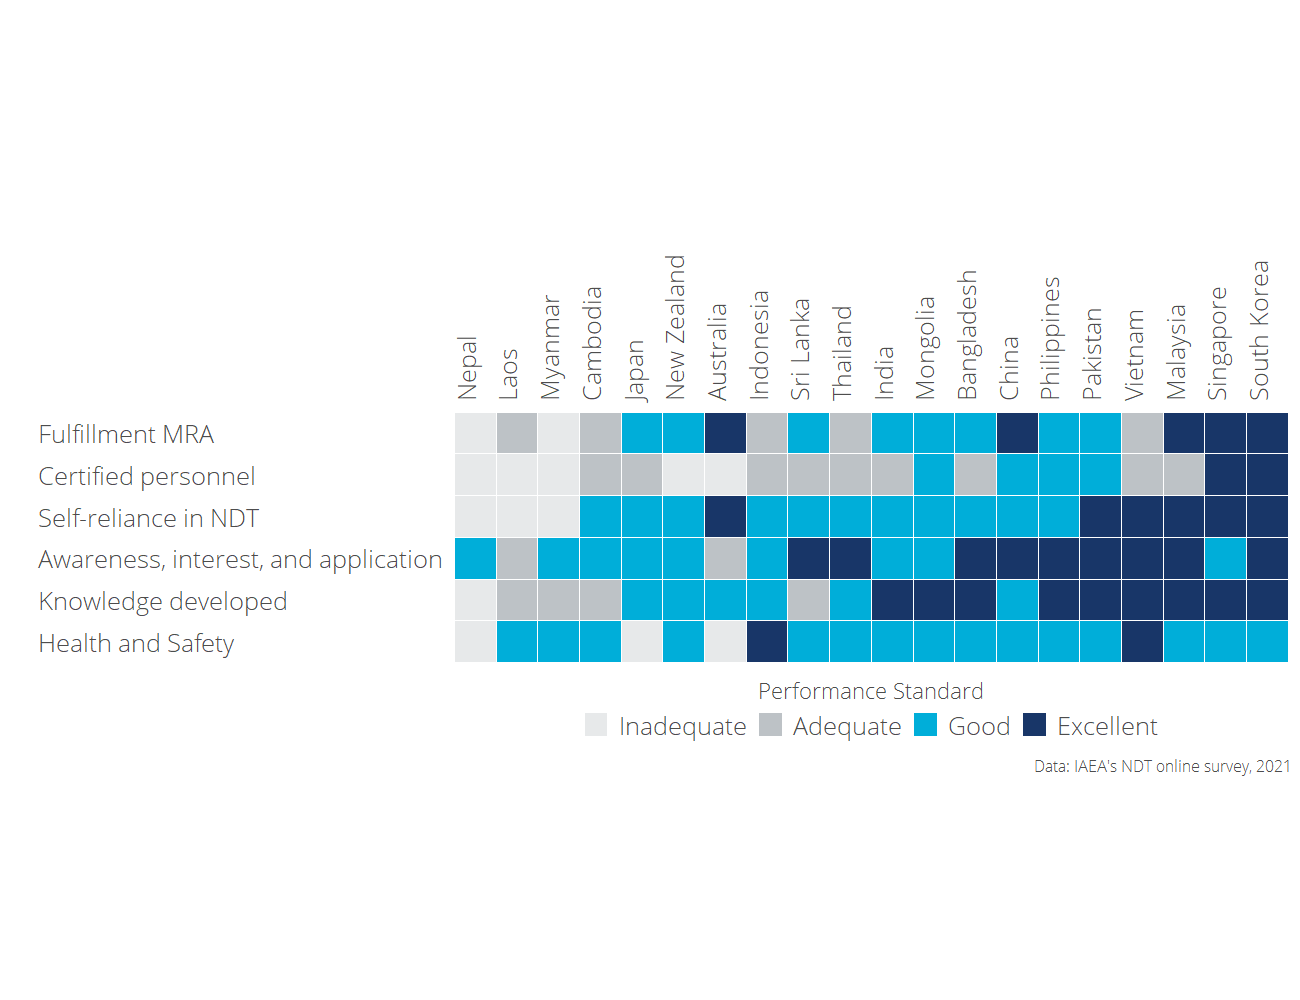 Nepal
Laos
Myanmar
Cambodia
Japan
New Zealand
Australia
Indonesia
Sri Lanka
Thailand
India
Mongolia
Bangladesh
China
Philippines
Pakistan
Vietnam
Malaysia
Singapore
South Korea
Fulfillment MRA
Certified personnel
Self-reliance in NDT
Awareness, interest, and application
Knowledge developed
Health and Safety
Performance Standard
Inadequate Adequate Good Excellent
Data: IAEA's NDT online survey, 2021